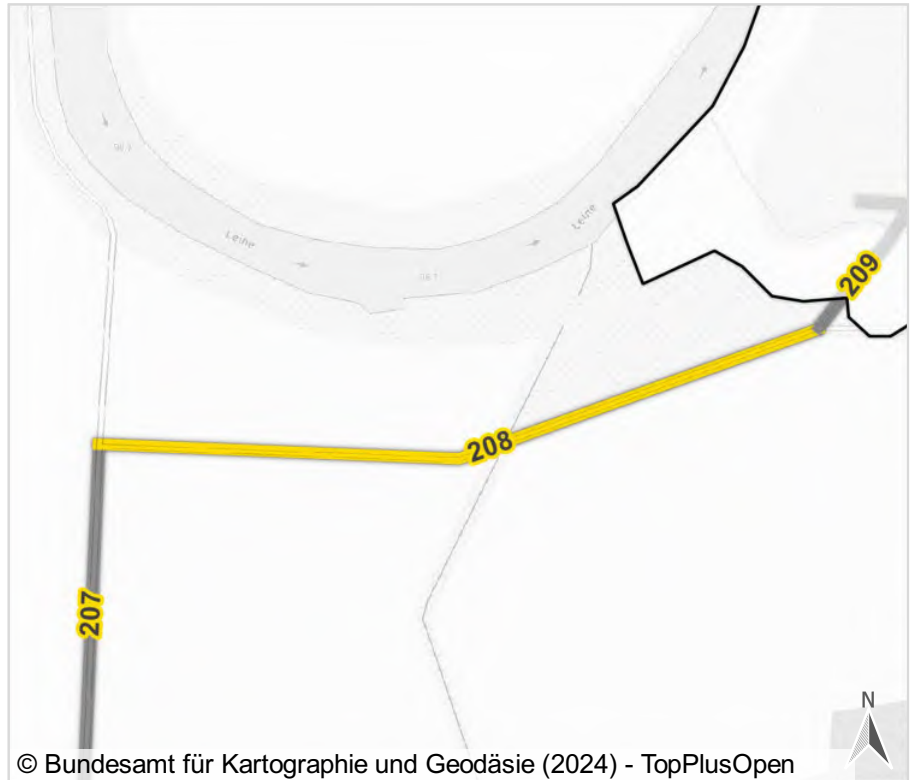 Leine
Leine
209
208
207
N
© Bundesamt für Kartographie und Geodäsie (2024) - TopPlusOpen